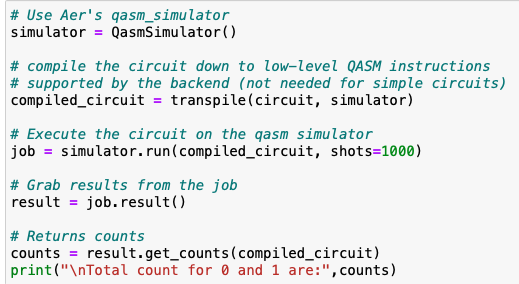 # Use Aer's qasm_simulator
simulator = QasmSimulator()
# compile the circuit down to low-level QASM instructions
# supported by the backend (not needed for simple circuits)
compiled_circuit = transpile(circuit, simulator)
# Execute the circuit on the qasm simulator
job = simulator.run(compiled_circuit, shots=1000)
# Grab results from the job
result = job.result()
# Returns counts
counts = result.get_counts(compiled_circuit)
print("\nTotal count for 0 and 1 are:",counts)